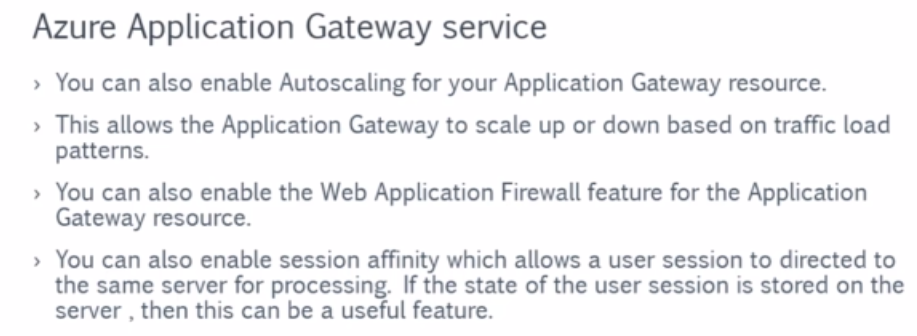 Azure Application Gateway service
› You can also enable Autoscaling for your Application Gateway resource.
› This allows the Application Gateway to scale up or down based on traffic load
patterns.
› You can also enable the Web Application Firewall feature for the Application
Gateway resource.
› You can also enable session affinity which allows a user session to directed to
the same server for processing. If the state of the user session is stored on the
server , then this can be a useful feature.